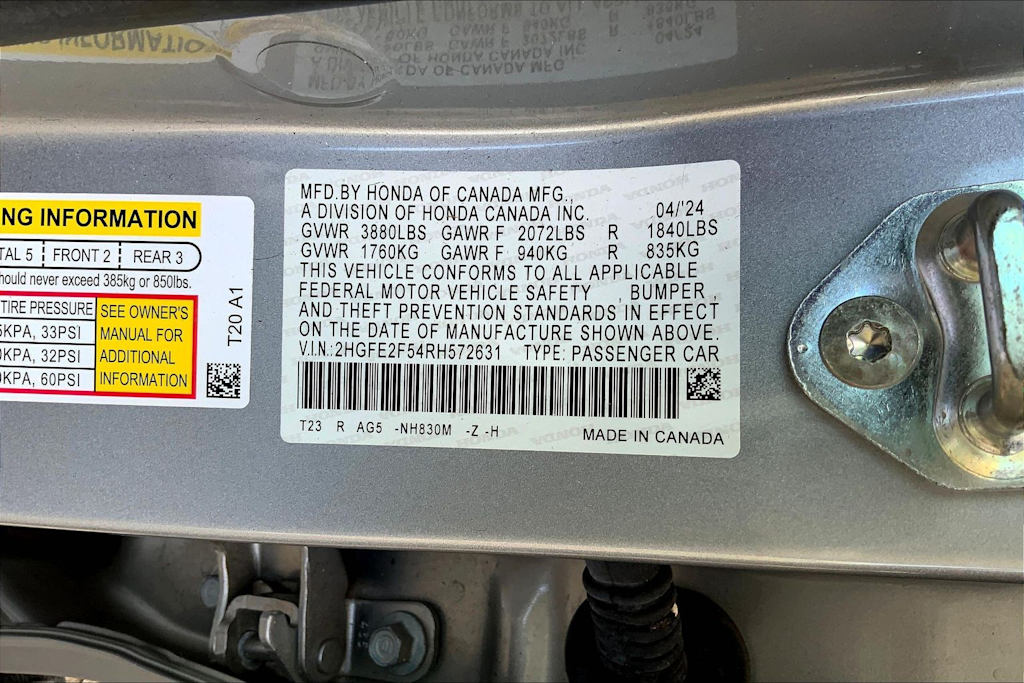 NG INFORMATION
TAL 5 FRONT 2 REAR 3
hould never exceed 385kg or 850lbs.
TIRE PRESSURE
5KPA, 33PSI
0KPA, 32PSI
0KPA, 60PSI
SEE OWNER'S
MANUAL FOR
ADDITIONAL
INFORMATION
T20 A1
MFD.BY HONDA OF CANADA MFG.,
A DIVISION OF HONDA CANADA INC. 04/'24
GVWR 3880LBS GAWR F 2072LBS R 1840LBS
GVWR 1760KG GAWR F 940KG R 835KG
THIS VEHICLE CONFORMS TO ALL APPLICABLE
FEDERAL MOTOR VEHICLE SAFETY , BUMPER ,
AND THEFT PREVENTION STANDARDS IN EFFECT
ON THE DATE OF MANUFACTURE SHOWN ABOVE.
V.I.N.:2HGFE2F54RH572631 TYPE: PASSENGER CAR
T23 R AG5 -NH830M -Z -H
MADE IN CANADA